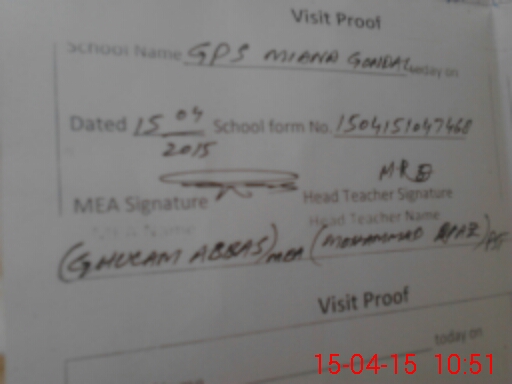 Visit Proof
School Name GPS MIANA GONDAL today on
Dated 15 04 2015 School form No. 1504151047468
MEA Signature Head Teacher Signature
Head Teacher Name
(GHULAM ABBAS) MEA (MOHAMMAD RIAZ) PST
Visit Proof
today on
15-04-15 10:51